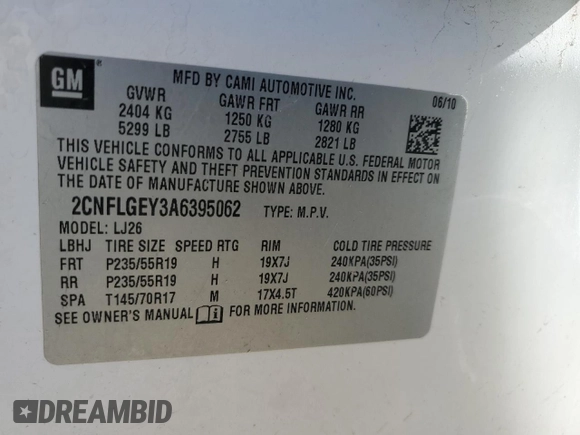 GM
®
MFD BY CAMI AUTOMOTIVE INC.
06/10
GVWR GAWR FRT GAWR RR
2404 KG 1250 KG 1280 KG
5299 LB 2755 LB 2821 LB
THIS VEHICLE CONFORMS TO ALL APPLICABLE U.S. FEDERAL MOTOR
VEHICLE SAFETY AND THEFT PREVENTION STANDARDS IN EFFECT ON
THE DATE OF MANUFACTURE SHOWN ABOVE.
2CNFLGEY3A6395062 TYPE: M.P.V.
MODEL: LJ26
LBHJ TIRE SIZE SPEED RTG RIM COLD TIRE PRESSURE
FRT P235/55R19 H 19X7J 240KPA(35PSI)
RR P235/55R19 H 19X7J 240KPA(35PSI)
SPA T145/70R17 M 17X4.5T 420KPA(60PSI)
SEE OWNER'S MANUAL i FOR MORE INFORMATION.
DREAMBID